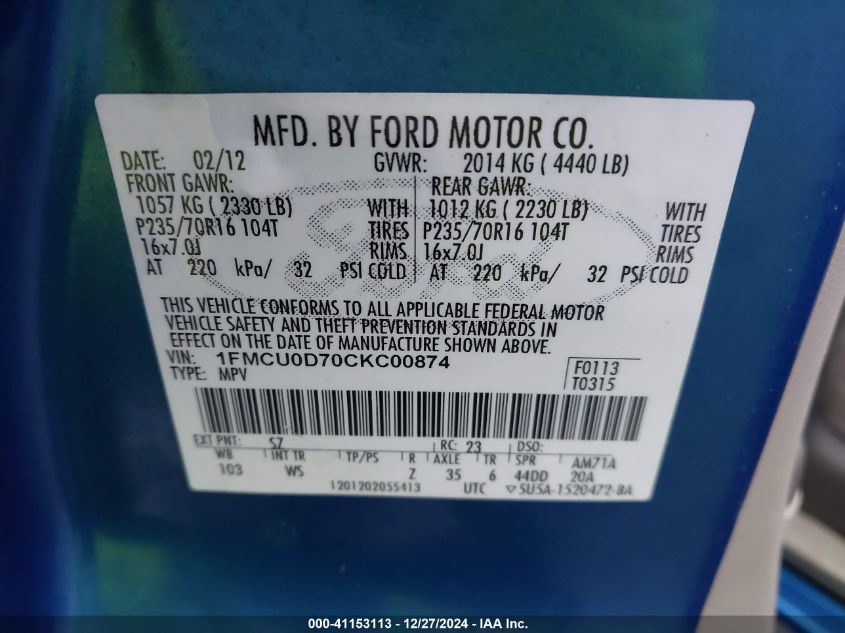 MFD. BY FORD MOTOR CO.
DATE: 02/12 GVWR: 2014 KG ( 4440 LB)
FRONT GAWR: REAR GAWR:
1057 KG ( 2330 LB) WITH 1012 KG ( 2230 LB) WITH
P235/70R16 104T TIRES P235/70R16 104T TIRES
16x7.0J RIMS 16x7.0J RIMS
AT 220 kPa/ 32 PSI COLD AT 220 kPa/ 32 PSI COLD
THIS VEHICLE CONFORMS TO ALL APPLICABLE FEDERAL MOTOR
VEHICLE SAFETY AND THEFT PREVENTION STANDARDS IN
EFFECT ON THE DATE OF MANUFACTURE SHOWN ABOVE.
VIN: 1FMCU0D70CKC00874 F0113
TYPE: MPV T0315
EXT PNT: SZ RC: 23 DSO:
WB INT TR TP/PS R AXLE TR SPR AM71A
103 WS Z 35 6 44DD 20A
1201202055413 UTC 5U5A-1520472-BA
Ford
000-41153113 - 12/27/2024 - IAA Inc.